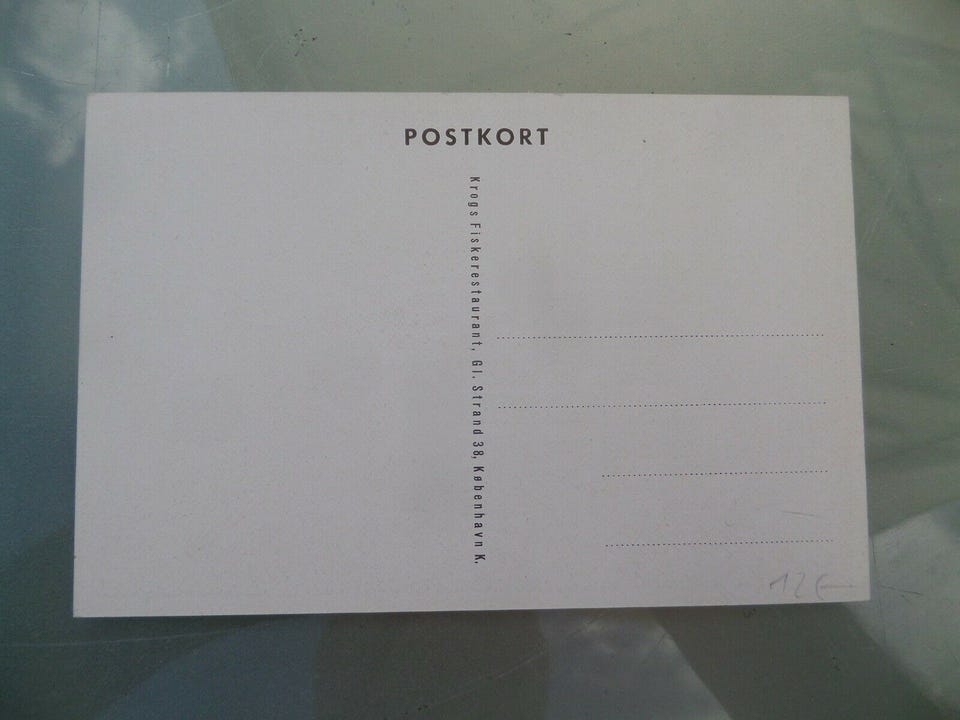 POSTKORT
Krogs Fiskerestaurant, Gl. Strand 38, København K.
12€